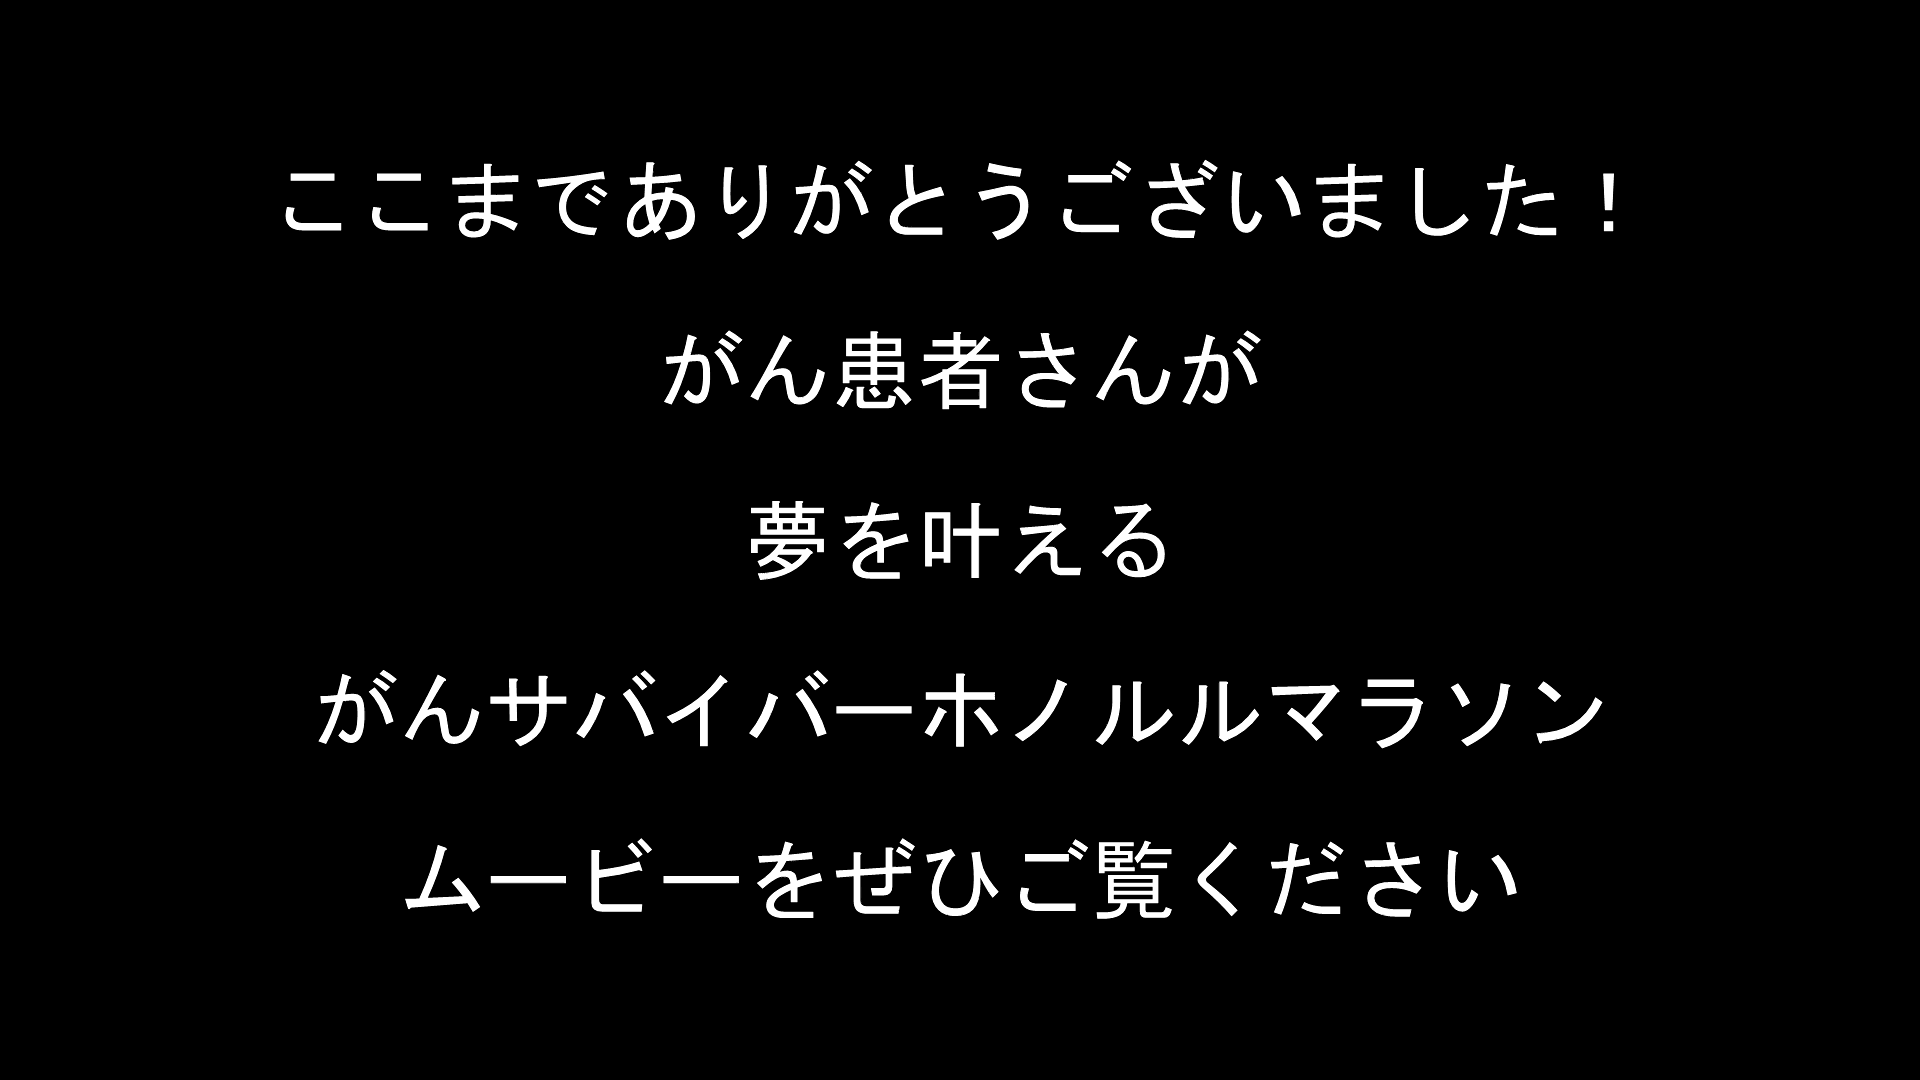 ここまでありがとうございました！
がん患者さんが
夢を叶える
がんサバイバーホノルルマラソン
ムービーをぜひご覧ください